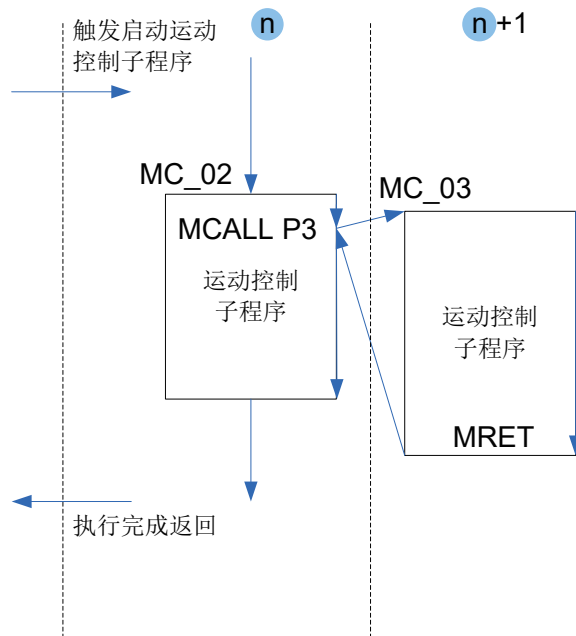 触发启动运动
控制子程序
n
n+1
MC_02
MCALL P3
运动控制
子程序
MC_03
运动控制
子程序
MRET
执行完成返回